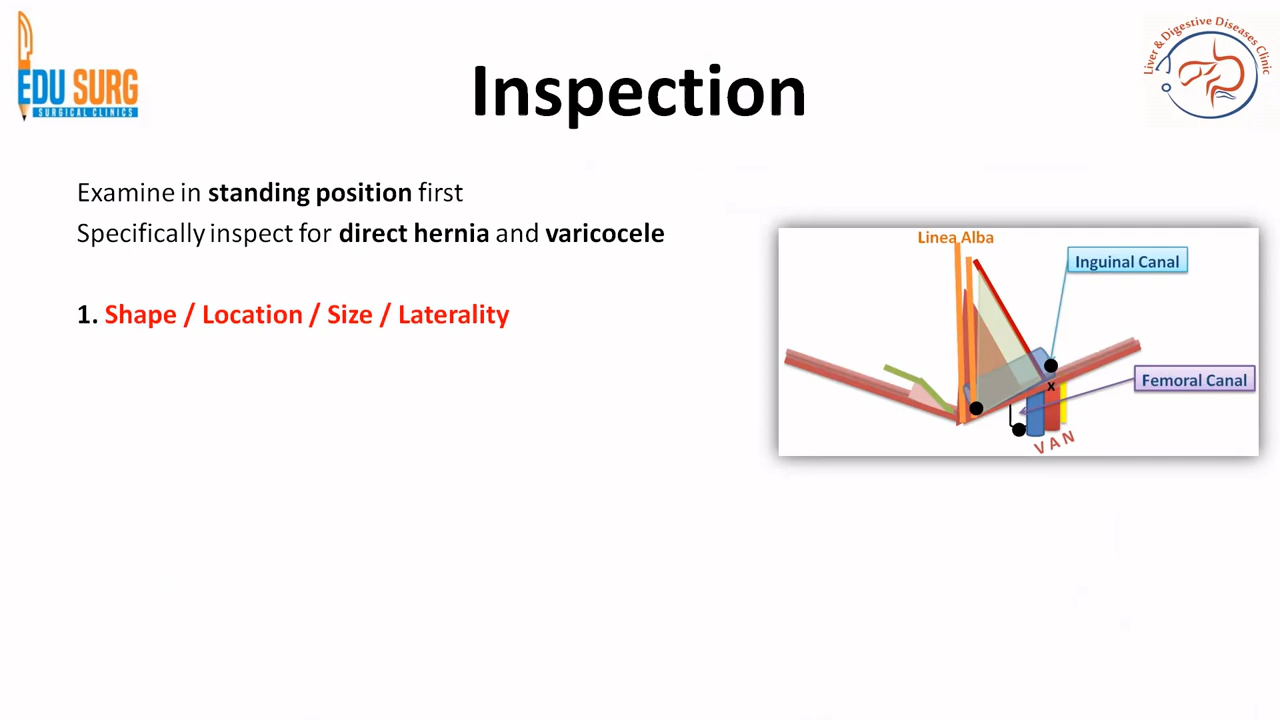 EDU SURG
SURGICAL CLINICS
Liver & Digestive Diseases Clinic
Inspection
Examine in standing position first
Specifically inspect for direct hernia and varicocele
1. Shape / Location / Size / Laterality
Linea Alba
Inguinal Canal
x
Femoral Canal
V A N